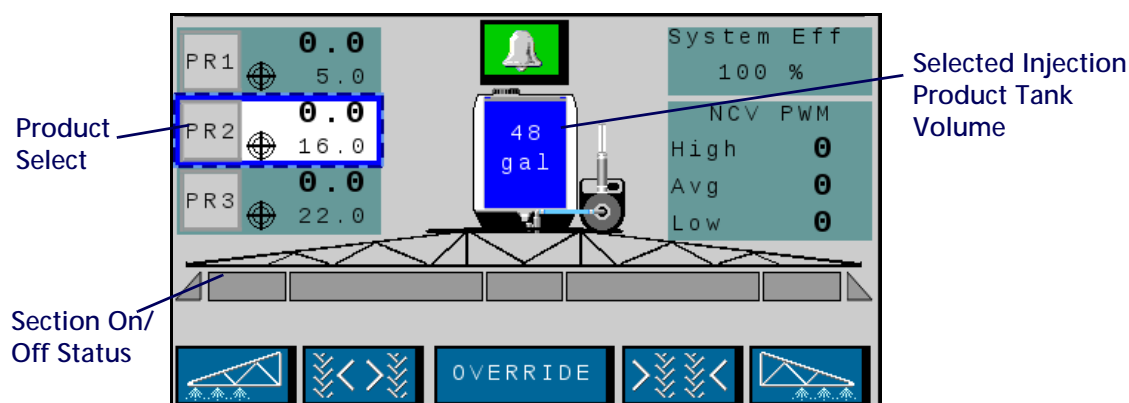 PR1
0.0
5.0
PR2
0.0
16.0
PR3
0.0
22.0
48
gal
System Eff
100 %
NCV PWM
High 0
Avg 0
Low 0
OVERRIDE
Product
Select
Section On/
Off Status
Selected Injection
Product Tank
Volume